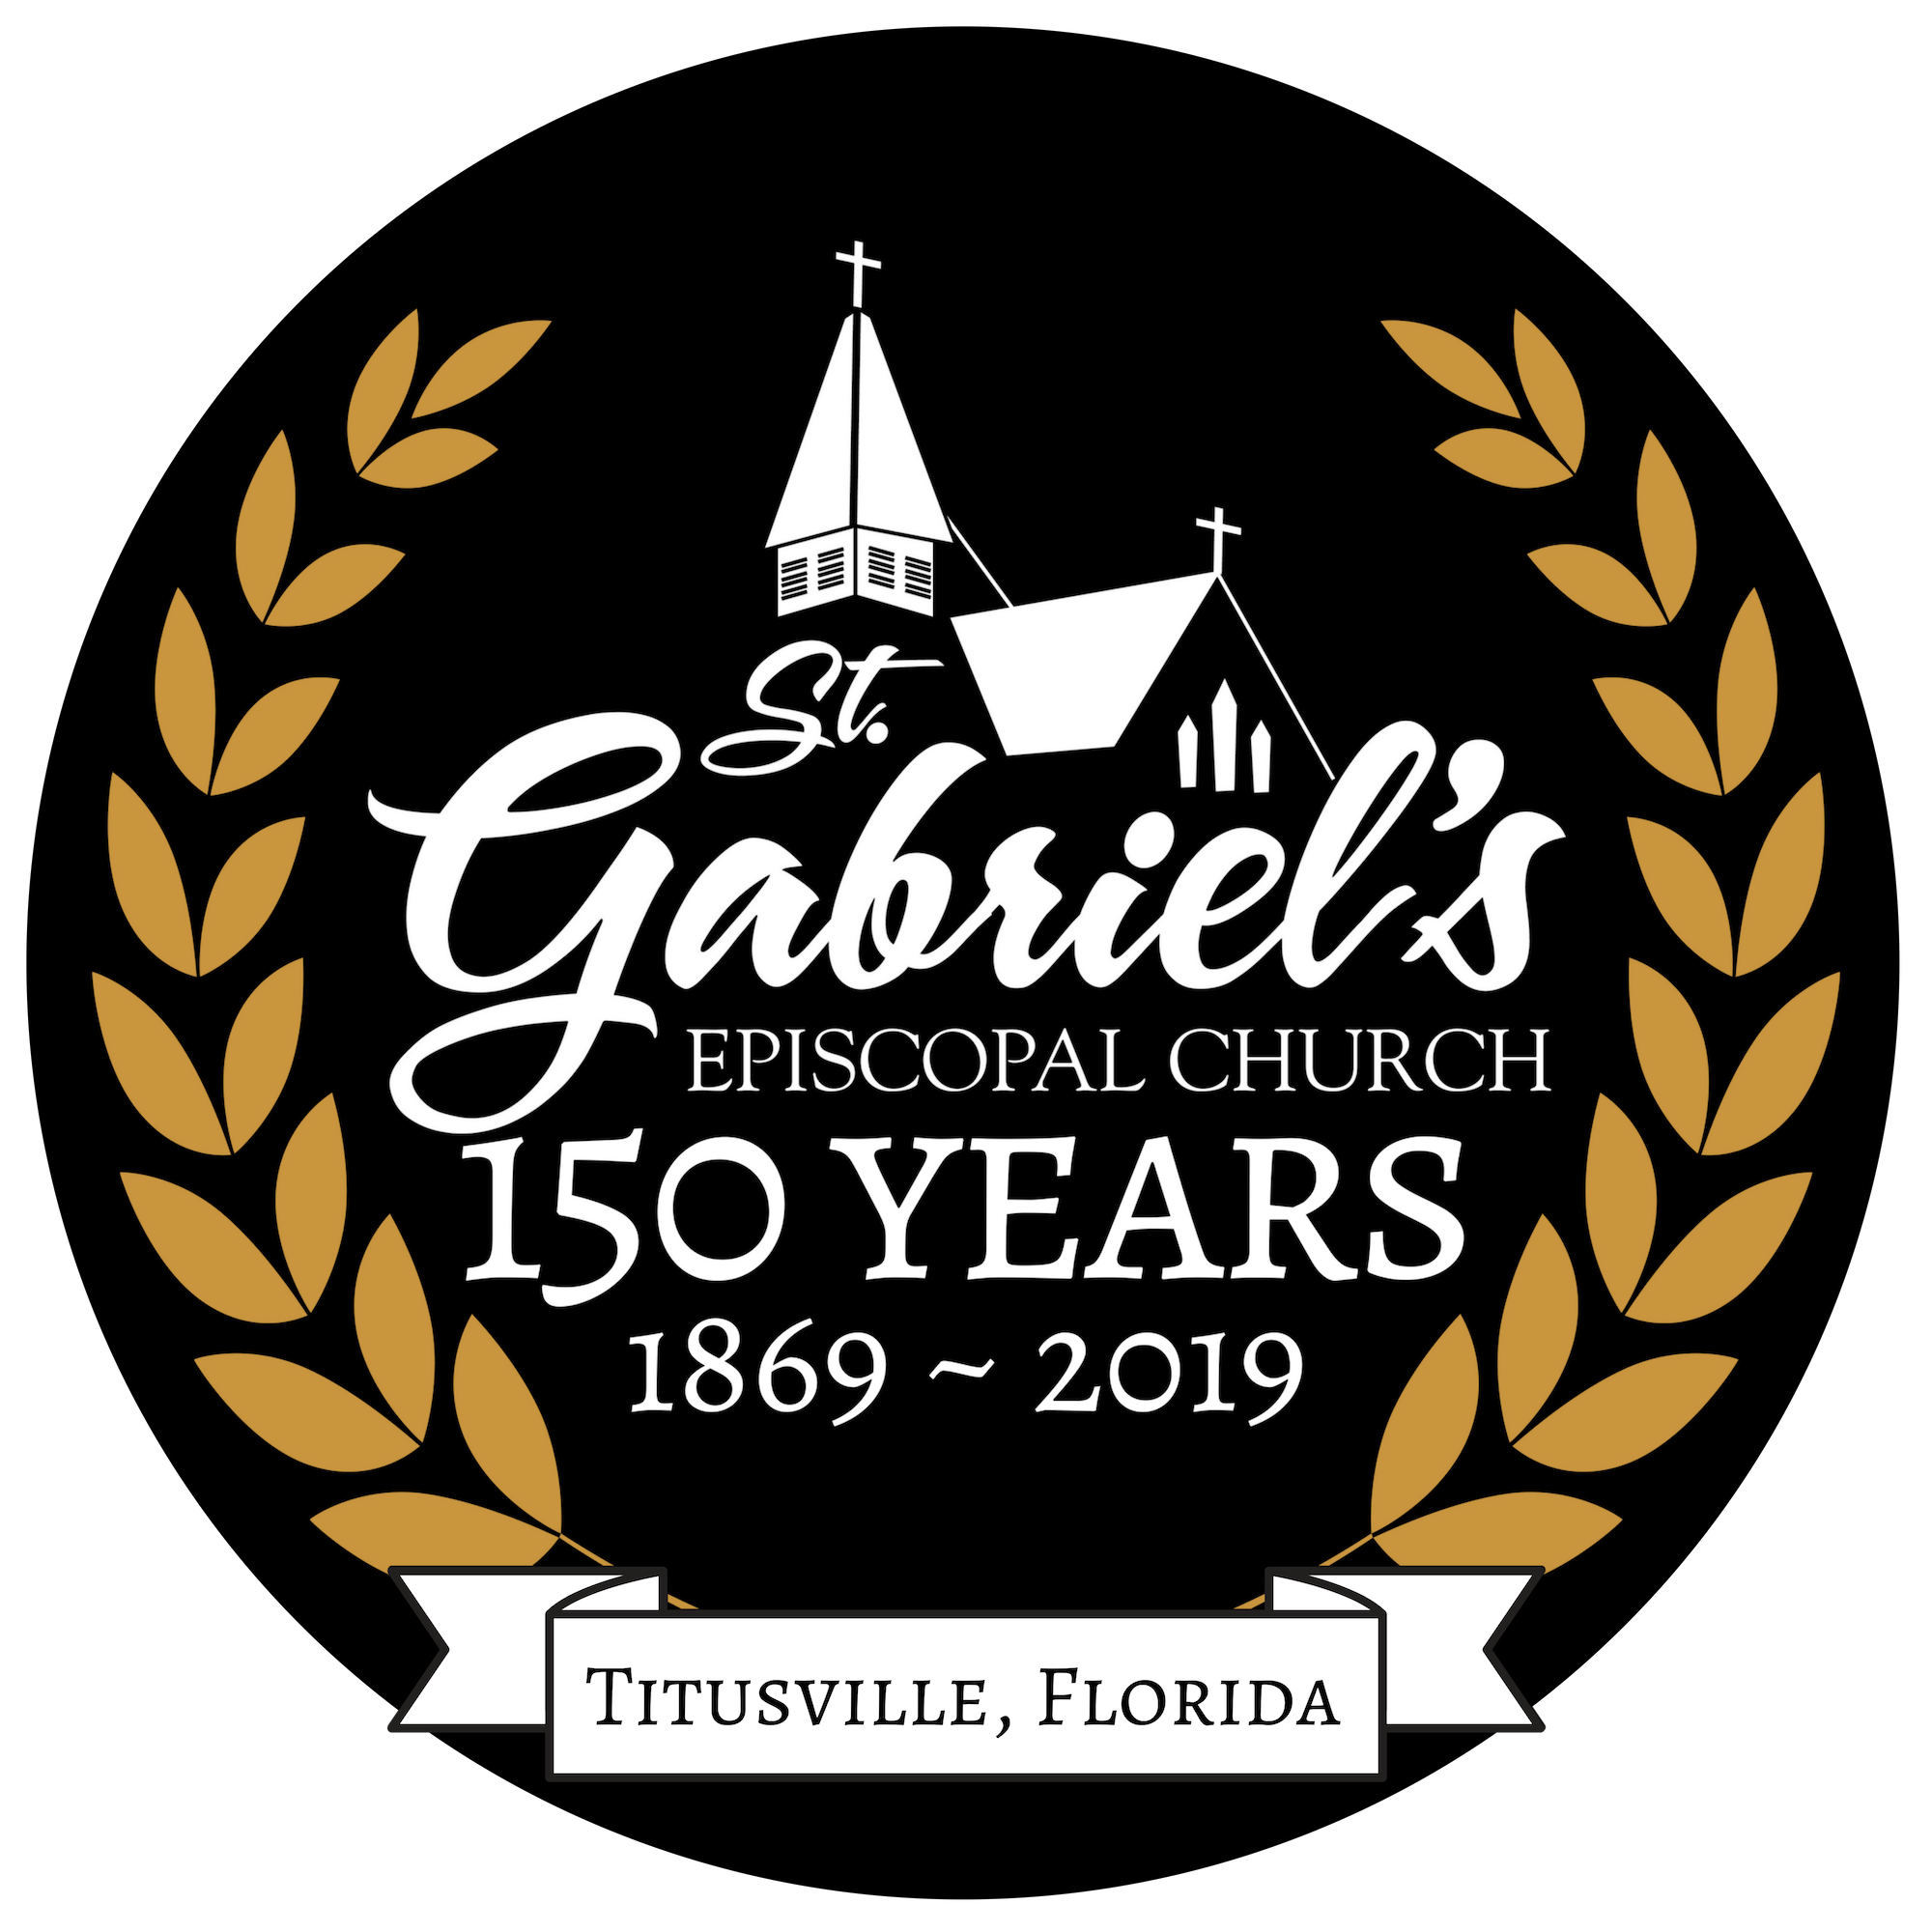 St.
Gabriel's
EPISCOPAL CHURCH
150 YEARS
1869 ~ 2019
TITUSVILLE, FLORIDA